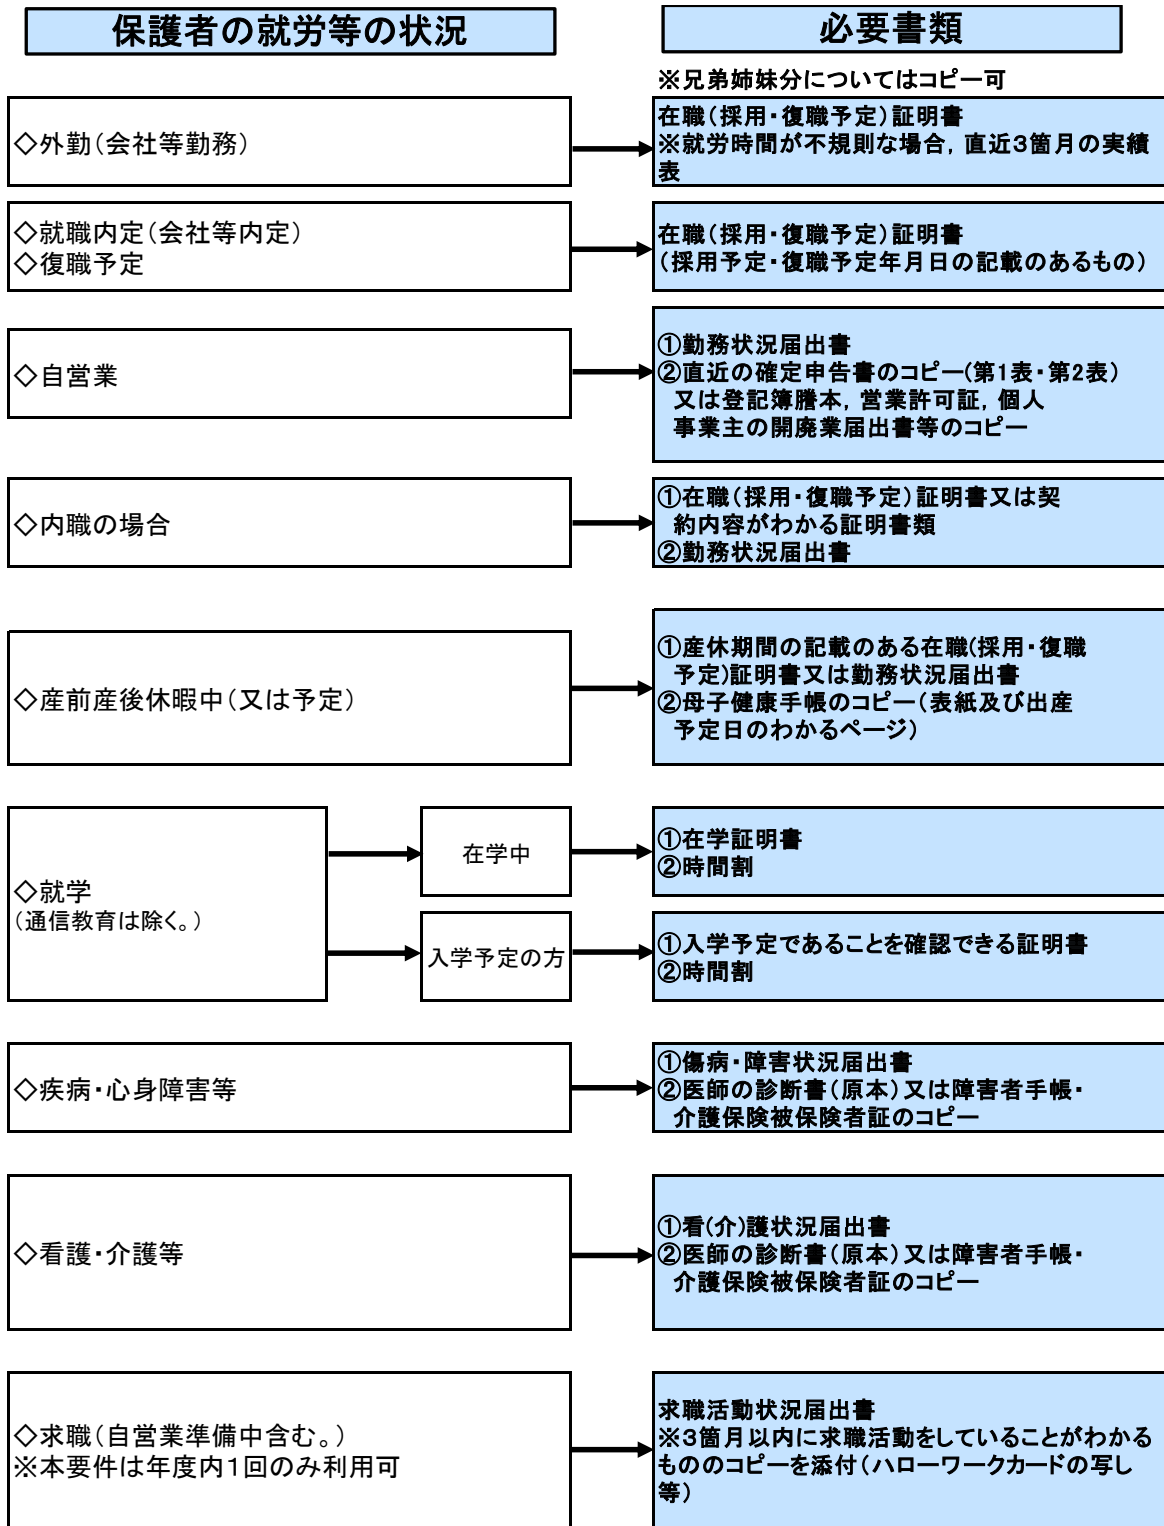 保護者の就労等の状況
必要書類
※兄弟姉妹分についてはコピー可
◇外勤(会社等勤務)
在職(採用・復職予定)証明書
※就労時間が不規則な場合,直近3箇月の実績
表
◇就職内定(会社等内定)
◇復職予定
在職(採用・復職予定)証明書
(採用予定・復職予定年月日の記載のあるもの)
◇自営業
①勤務状況届出書
②直近の確定申告書のコピー(第1表・第2表)
又は登記簿謄本,営業許可証,個人
事業主の開廃業届出書等のコピー
◇内職の場合
①在職(採用・復職予定)証明書又は契
約内容がわかる証明書類
②勤務状況届出書
◇産前産後休暇中(又は予定)
①産休期間の記載のある在職(採用・復職
予定)証明書又は勤務状況届出書
②母子健康手帳のコピー(表紙及び出産
予定日のわかるページ)
◇就学
(通信教育は除く。)
在学中
①在学証明書
②時間割
入学予定の方
①入学予定であることを確認できる証明書
②時間割
◇疾病・心身障害等
①傷病・障害状況届出書
②医師の診断書(原本)又は障害者手帳・
介護保険被保険者証のコピー
◇看護・介護等
①看(介)護状況届出書
②医師の診断書(原本)又は障害者手帳・
介護保険被保険者証のコピー
◇求職(自営業準備中含む。)
※本要件は年度内1回のみ利用可
求職活動状況届出書
※3箇月以内に求職活動をしていることがわかる
もののコピーを添付(ハローワークカードの写し
等)